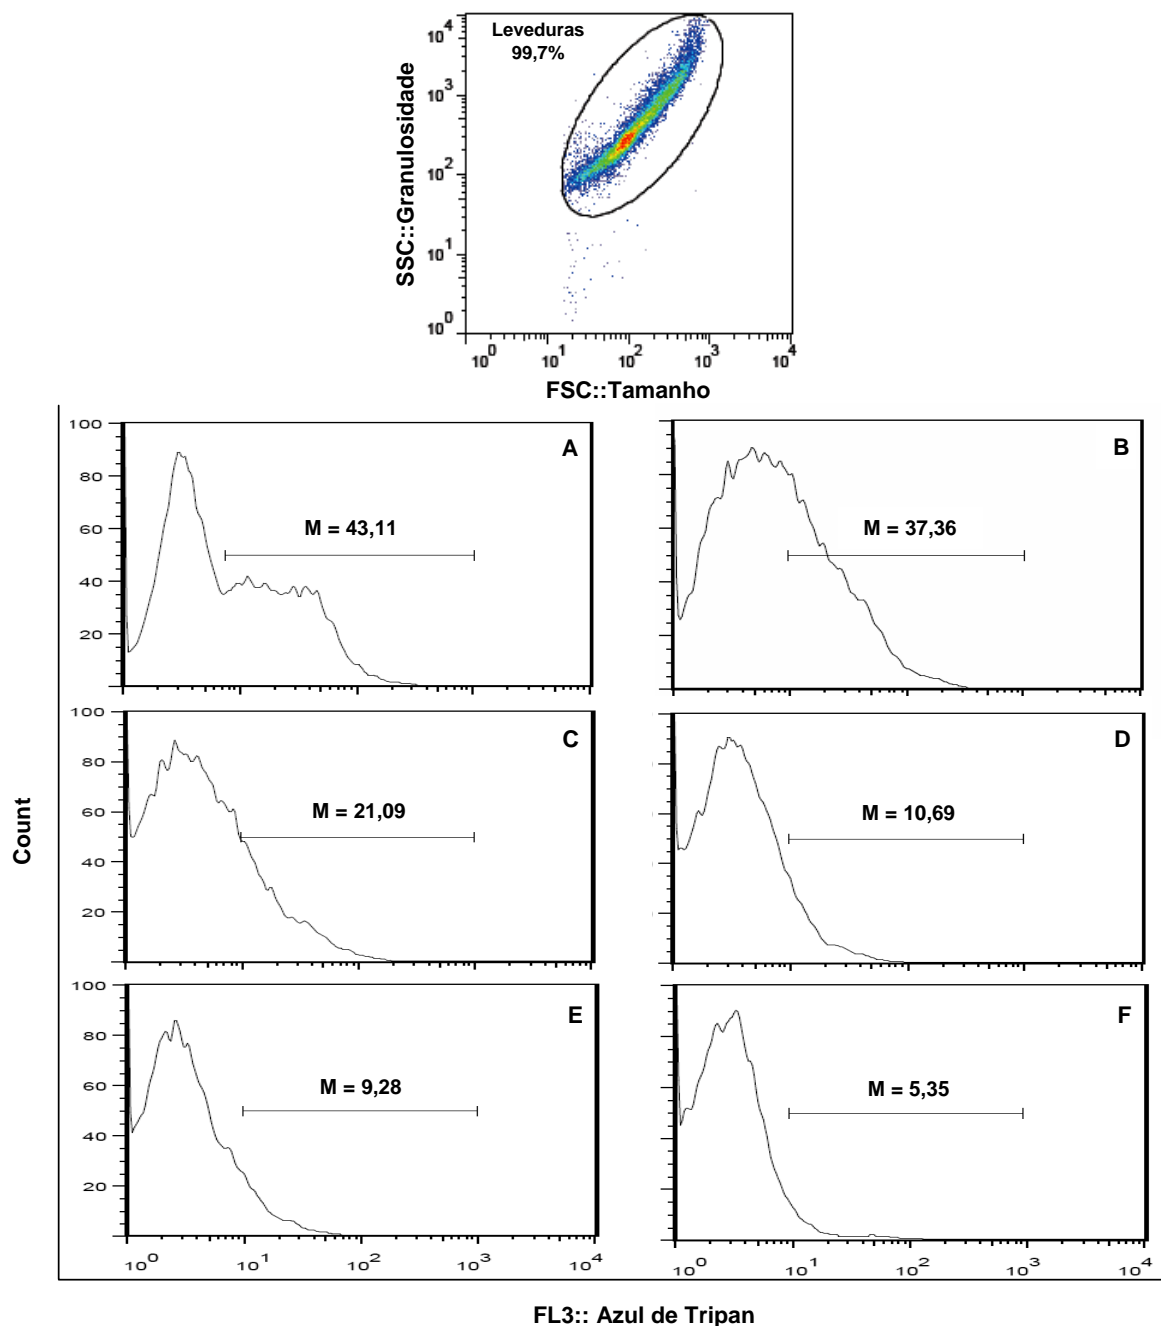 Leveduras
99,7%
SSC::Granulosidade
10⁴
10³
10²
10¹
10⁰
10⁰ 10¹ 10² 10³ 10⁴
FSC::Tamanho
100
80
60
40
20
A
M = 43,11
B
M = 37,36
Count
100
80
60
40
20
C
M = 21,09
D
M = 10,69
100
80
60
40
20
E
M = 9,28
F
M = 5,35
10⁰ 10¹ 10² 10³ 10⁴
10⁰ 10¹ 10² 10³ 10⁴
FL3:: Azul de Tripan